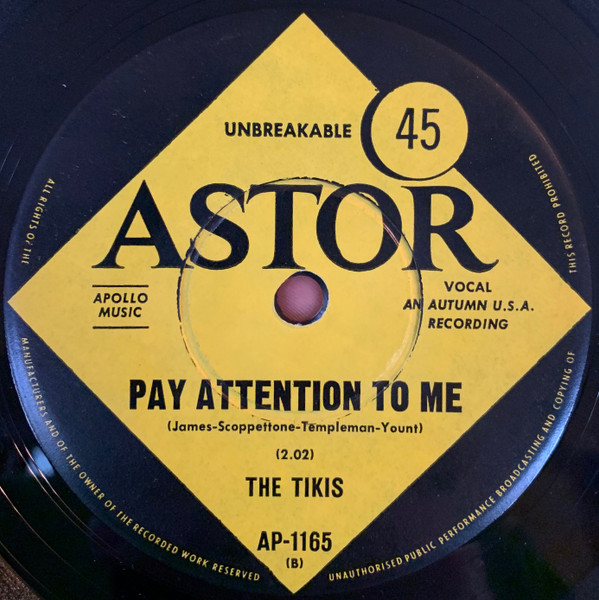 UNBREAKABLE
45
ASTOR
APOLLO
MUSIC
VOCAL
AN AUTUMN U.S.A.
RECORDING
PAY ATTENTION TO ME
(James-Scoppettone-Templeman-Yount)
(2.02)
THE TIKIS
AP-1165
(B)
ALL RIGHTS OF THE
MANUFACTURERS AND OF THE OWNER OF THE RECORDED WORK RESERVED
UNAUTHORISED PUBLIC PERFORMANCE BROADCASTING AND COPYING OF
THIS RECORD PROHIBITED